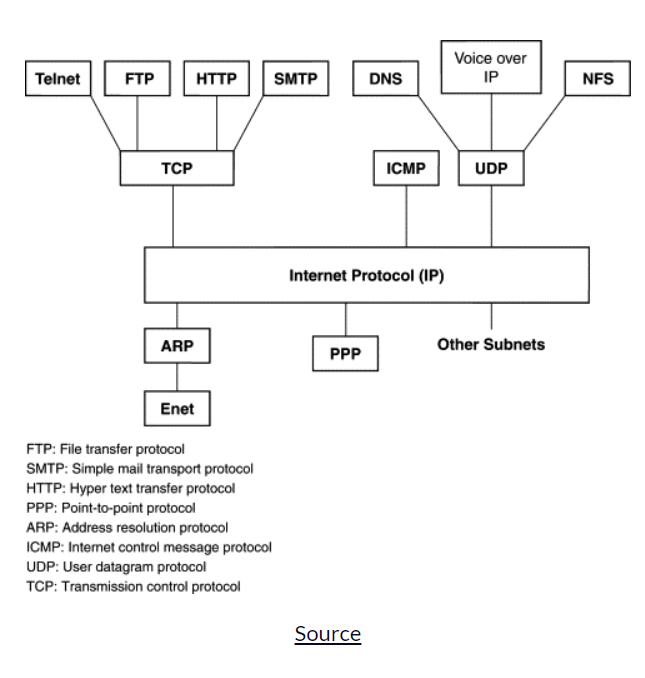 Telnet
FTP
HTTP
SMTP
DNS
Voice over
IP
NFS
TCP
ICMP
UDP
Internet Protocol (IP)
ARP
PPP
Other Subnets
Enet
FTP: File transfer protocol
SMTP: Simple mail transport protocol
HTTP: Hyper text transfer protocol
PPP: Point-to-point protocol
ARP: Address resolution protocol
ICMP: Internet control message protocol
UDP: User datagram protocol
TCP: Transmission control protocol
Source